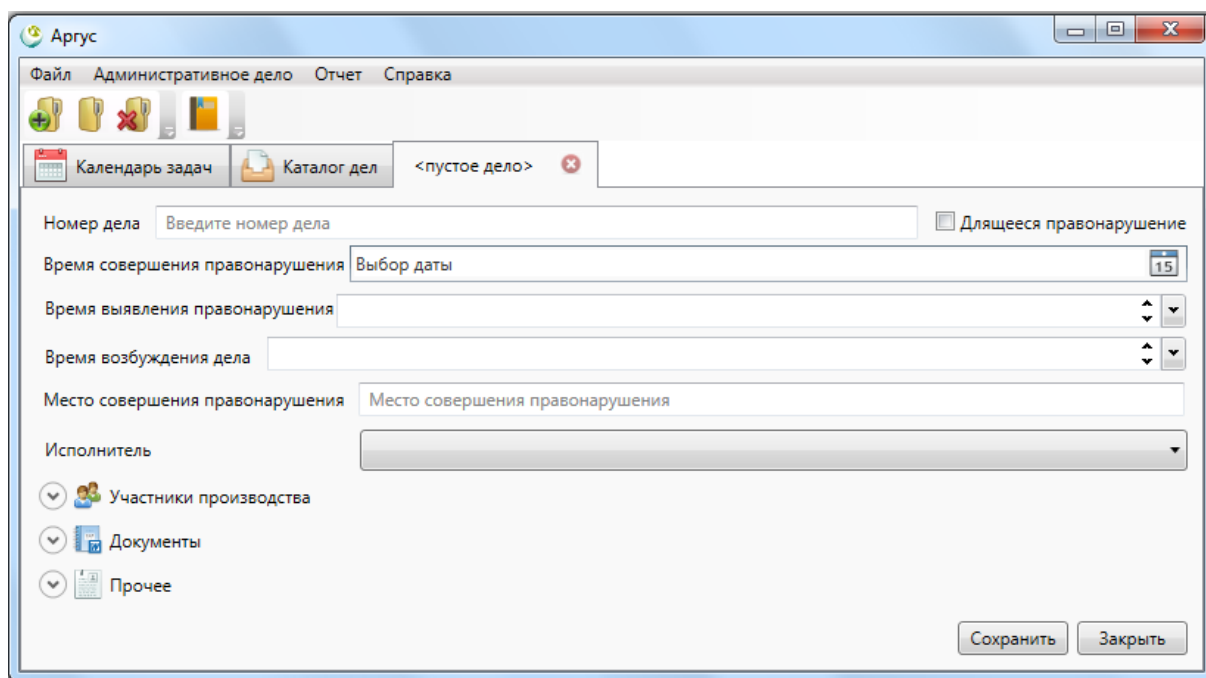 Аргус
Файл Административное дело Отчет Справка
Календарь задач Каталог дел <пустое дело>
Номер дела Введите номер дела Длящееся правонарушение
Время совершения правонарушения Выбор даты 15
Время выявления правонарушения
Время возбуждения дела
Место совершения правонарушения Место совершения правонарушения
Исполнитель
Участники производства
Документы
Прочее
Сохранить Закрыть